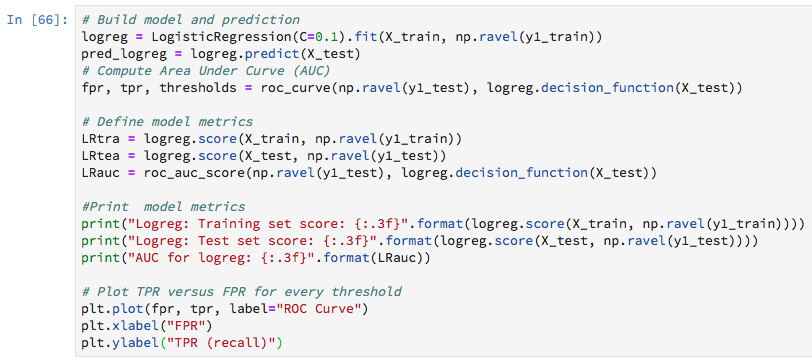 In [66]: # Build model and prediction
logreg = LogisticRegression(C=0.1).fit(X_train, np.ravel(y1_train))
pred_logreg = logreg.predict(X_test)
# Compute Area Under Curve (AUC)
fpr, tpr, thresholds = roc_curve(np.ravel(y1_test), logreg.decision_function(X_test))
# Define model metrics
LRtra = logreg.score(X_train, np.ravel(y1_train))
LRtea = logreg.score(X_test, np.ravel(y1_test))
LRauc = roc_auc_score(np.ravel(y1_test), logreg.decision_function(X_test))
#Print  model metrics
print("Logreg: Training set score: {:.3f}".format(logreg.score(X_train, np.ravel(y1_train))))
print("Logreg: Test set score: {:.3f}".format(logreg.score(X_test, np.ravel(y1_test))))
print("AUC for logreg: {:.3f}".format(LRauc))
# Plot TPR versus FPR for every threshold
plt.plot(fpr, tpr, label="ROC Curve")
plt.xlabel("FPR")
plt.ylabel("TPR (recall)")